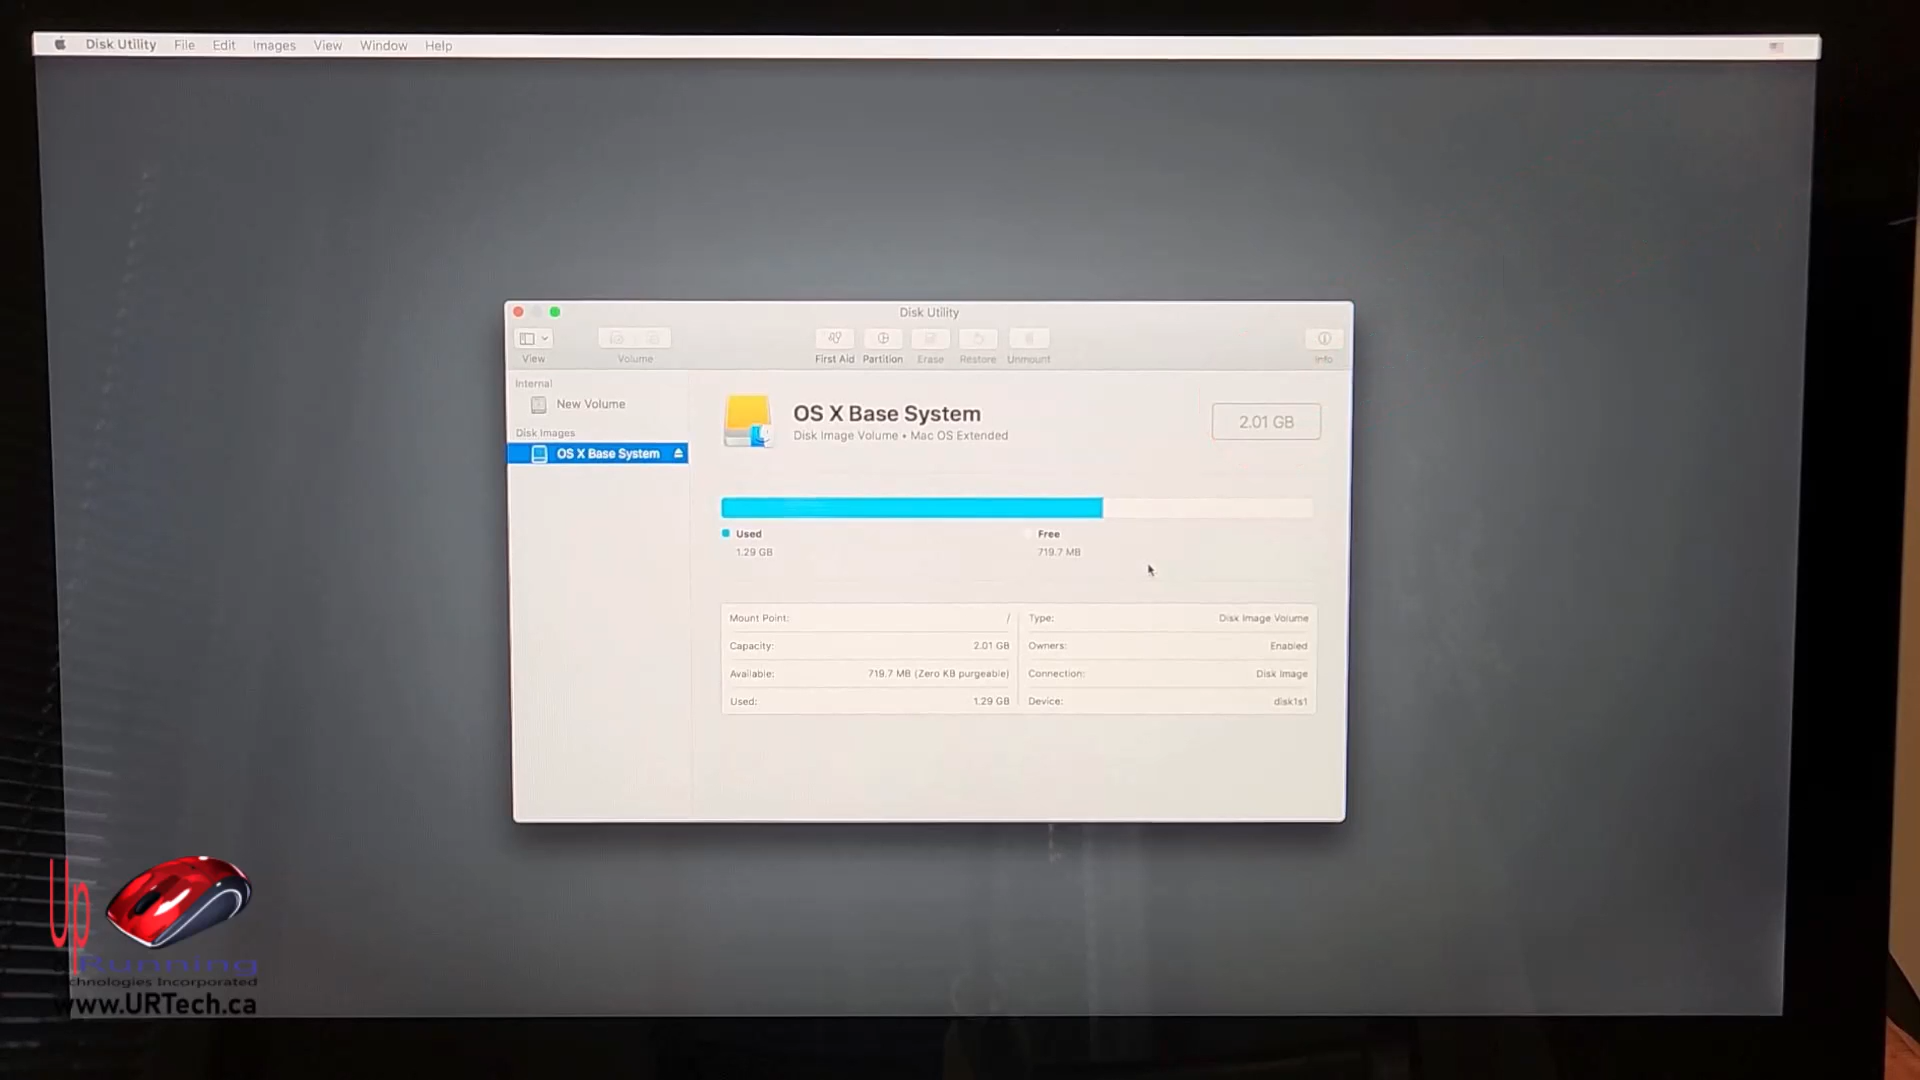 Disk Utility File Edit Images View Window Help
Disk Utility
View Volume First Aid Partition Erase Restore Unmount Info
Internal
New Volume
Disk Images
OS X Base System
OS X Base System
Disk Image Volume • Mac OS Extended
2.01 GB
Used
1.29 GB
Free
719.7 MB
Mount Point: /
Capacity: 2.01 GB
Available: 719.7 MB (Zero KB purgeable)
Used: 1.29 GB
Type: Disk Image Volume
Owners: Enabled
Connection: Disk Image
Device: disk1s1
Up
Running
Technologies Incorporated
www.URTech.ca